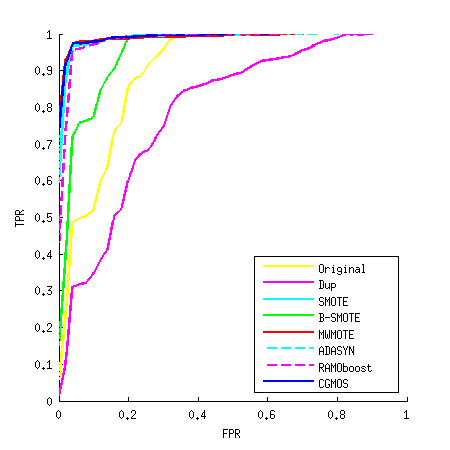 1
0.9
0.8
0.7
0.6
0.5
0.4
0.3
0.2
0.1
0
TPR
0 0.2 0.4 0.6 0.8 1
FPR
Original
Dup
SMOTE
B-SMOTE
MWMOTE
ADASYN
RAMOboost
CGMOS